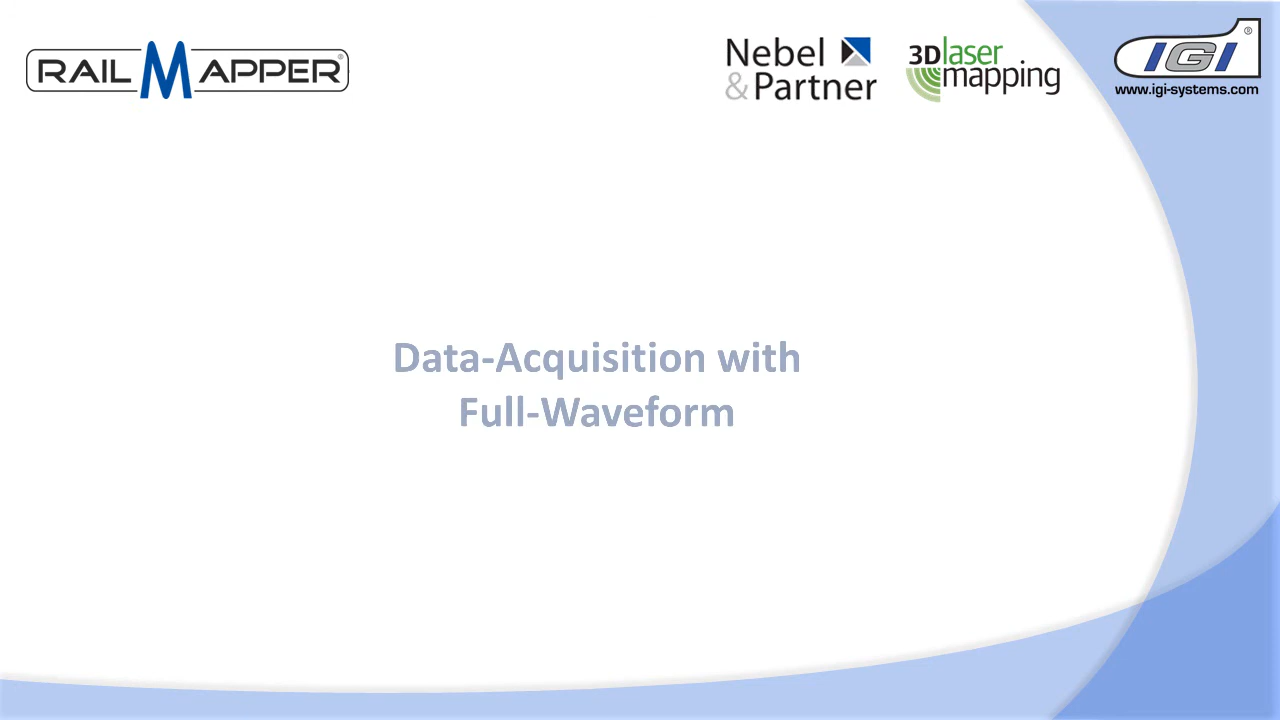 RAIL MAPPER®
Nebel
& Partner
3D laser
mapping
IGI®
www.igi-systems.com
Data-Acquisition with
Full-Waveform